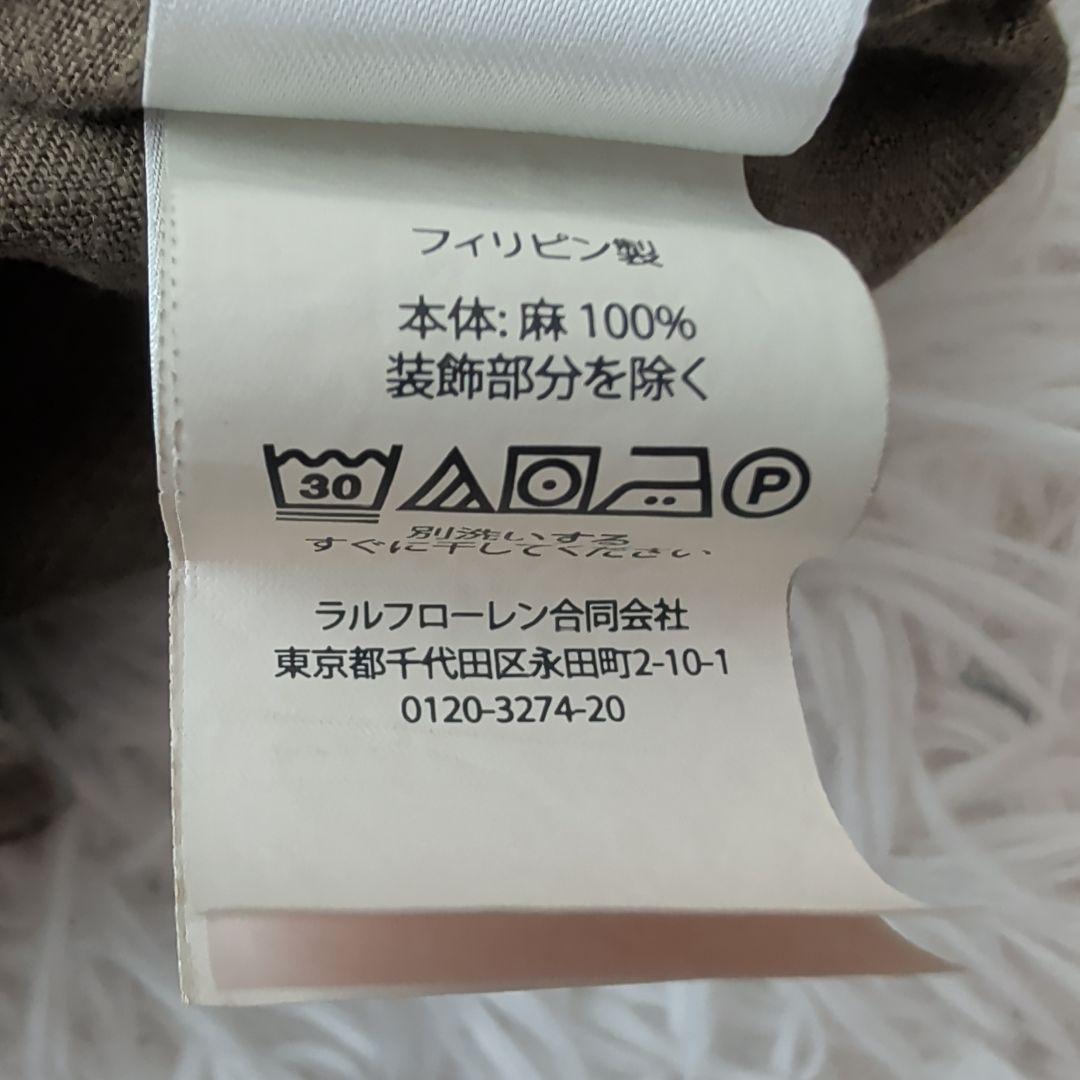 フィリピン製
本体: 麻 100%
装飾部分を除く
30 P
別洗いする
すぐに干してください
ラルフローレン合同会社
東京都千代田区永田町2-10-1
0120-3274-20